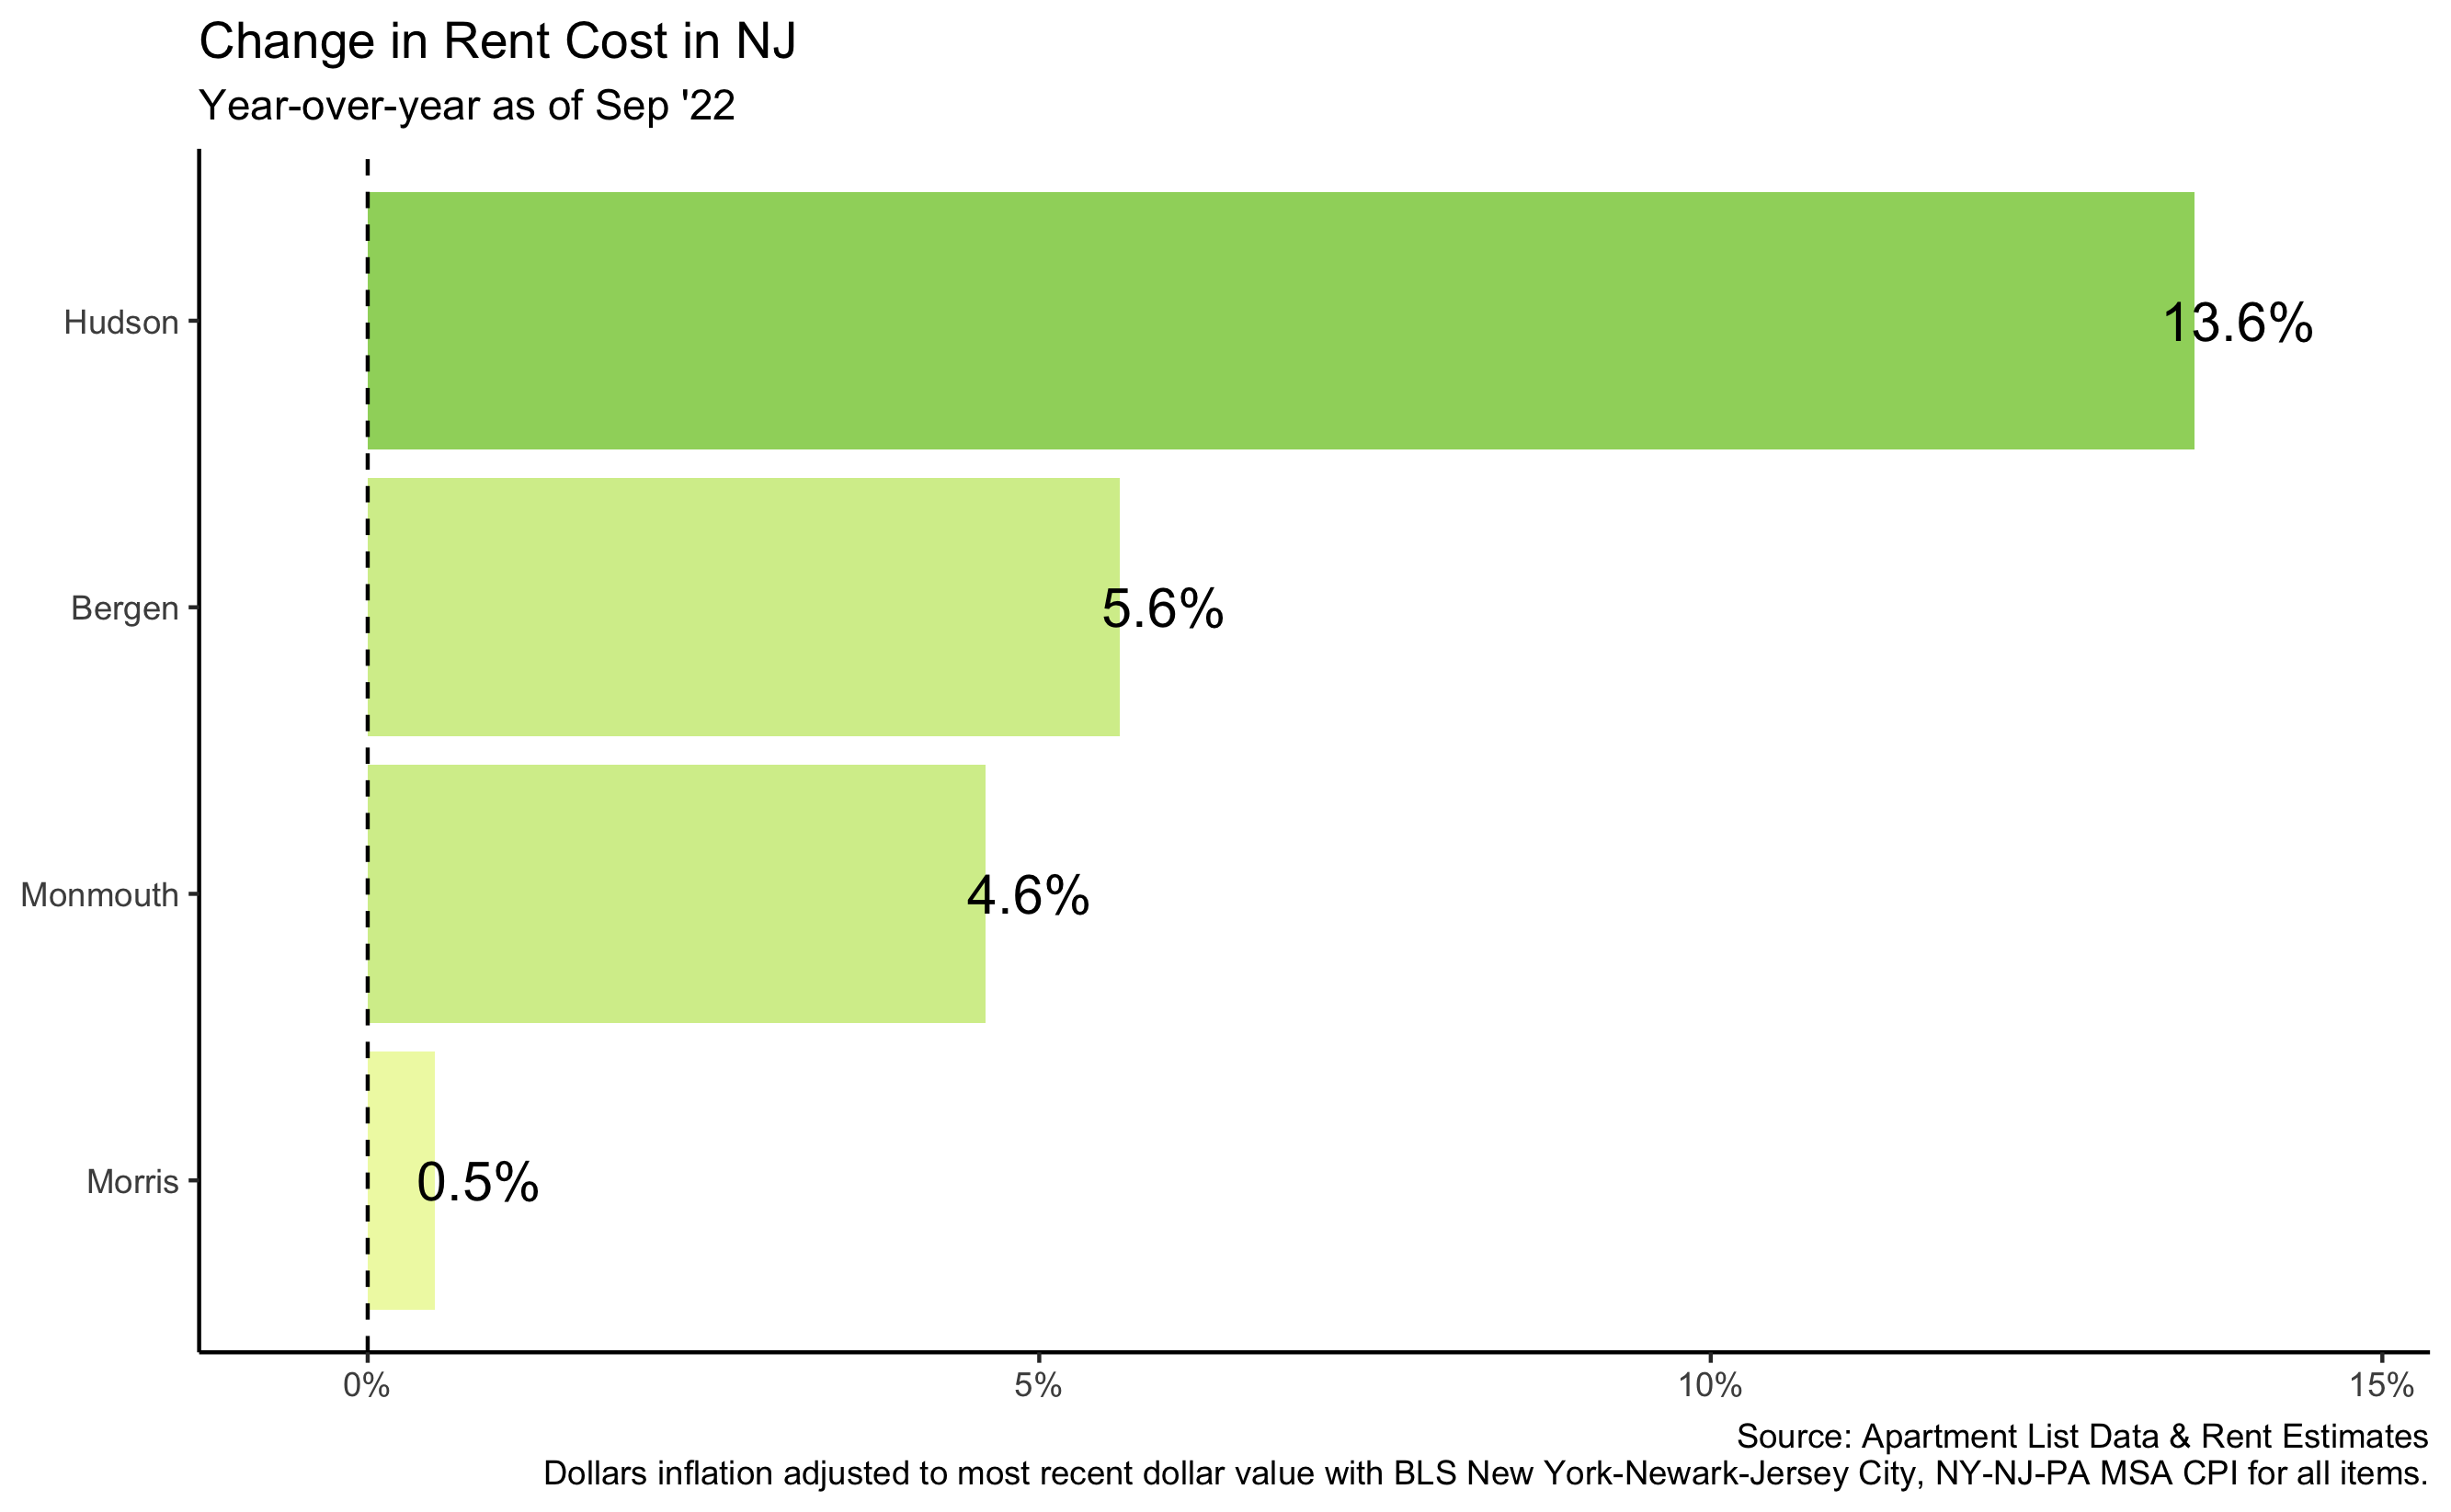 Change in Rent Cost in NJ
Year-over-year as of Sep '22
Hudson
13.6%
Bergen
5.6%
Monmouth
4.6%
Morris
0.5%
0%
5%
10%
15%
Source: Apartment List Data & Rent Estimates
Dollars inflation adjusted to most recent dollar value with BLS New York-Newark-Jersey City, NY-NJ-PA MSA CPI for all items.